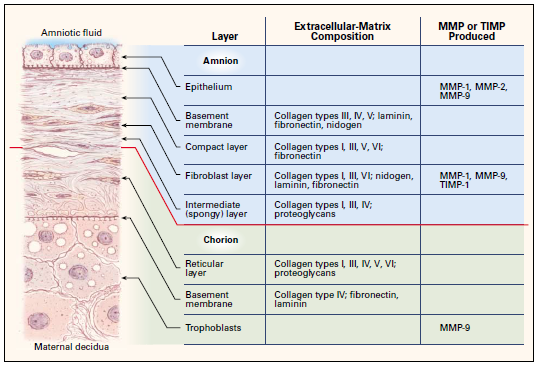 Amniotic fluid
Layer
Extracellular-Matrix
Composition
MMP or TIMP
Produced
Amnion
Epithelium
MMP-1, MMP-2,
MMP-9
Basement
membrane
Collagen types III, IV, V; laminin,
fibronectin, nidogen
Compact layer
Collagen types I, III, V, VI;
fibronectin
Fibroblast layer
Collagen types I, III, VI; nidogen,
laminin, fibronectin
MMP-1, MMP-9,
TIMP-1
Intermediate
(spongy) layer
Collagen types I, III, IV;
proteoglycans
Chorion
Reticular
layer
Collagen types I, III, IV, V, VI;
proteoglycans
Basement
membrane
Collagen type IV; fibronectin,
laminin
Trophoblasts
MMP-9
Maternal decidua